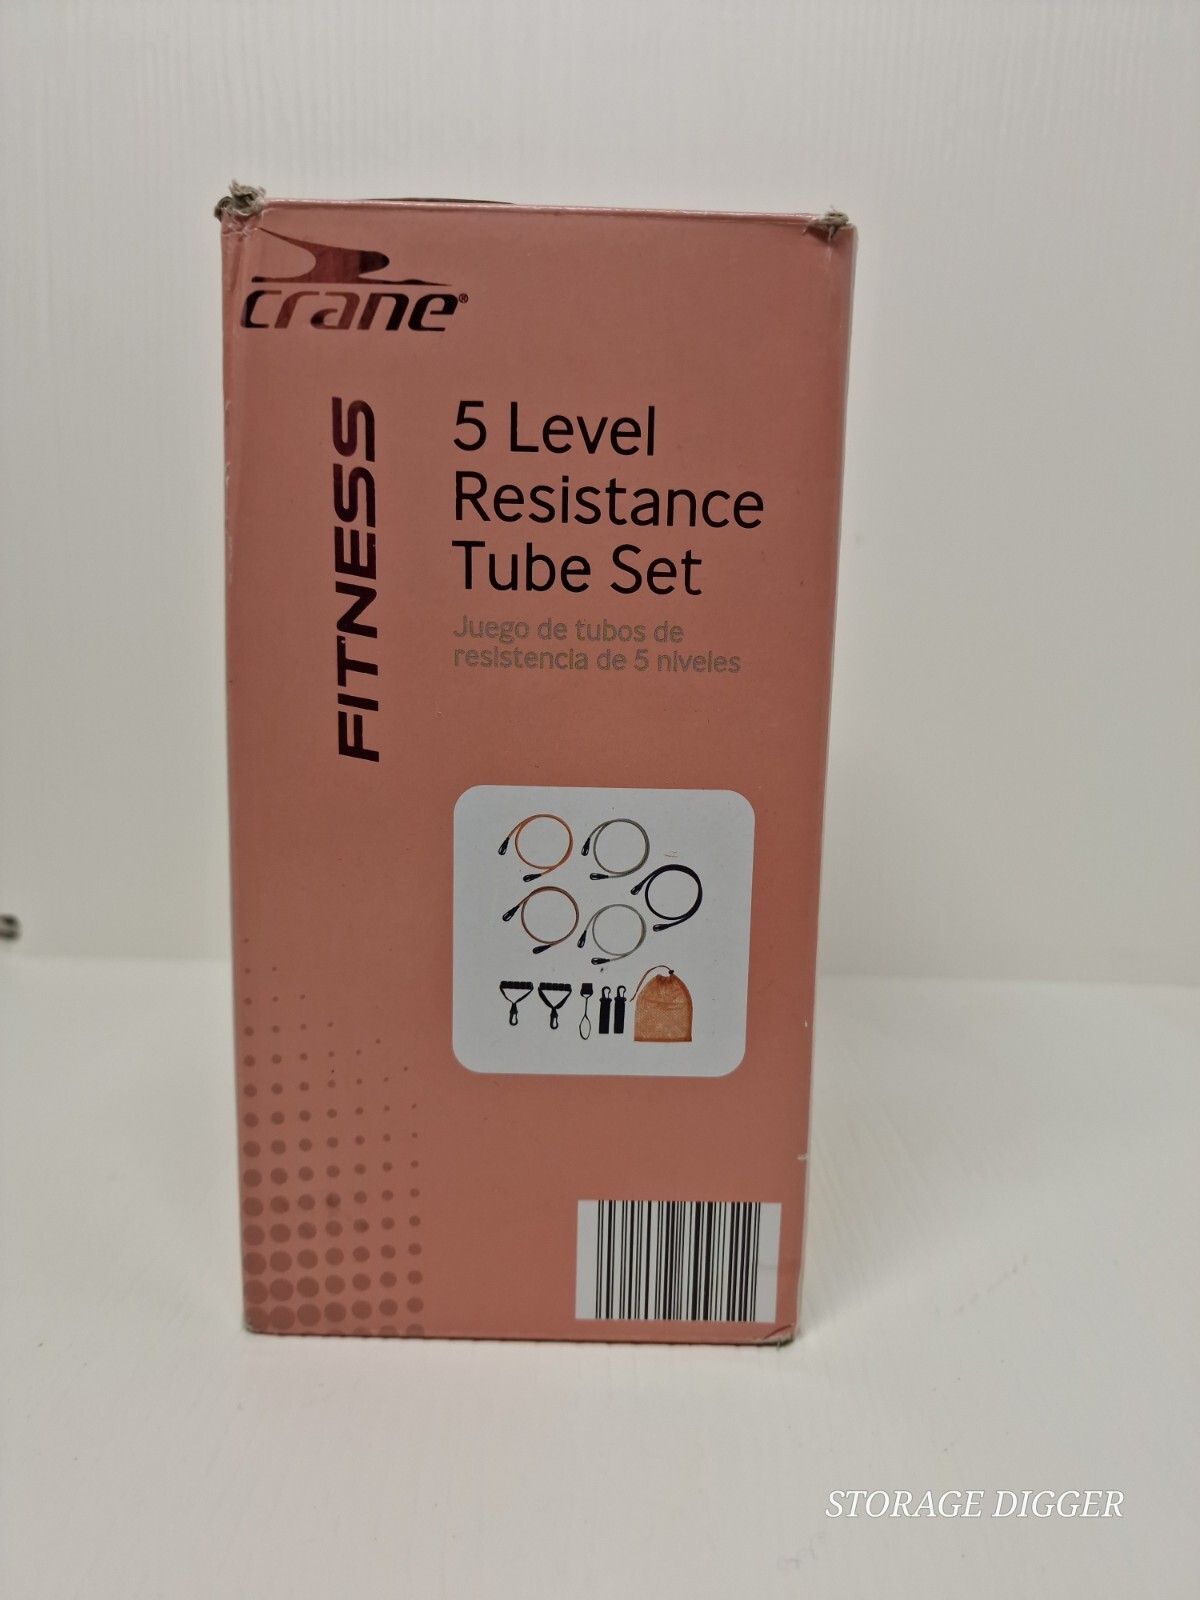 crane®
FITNESS
5 Level
Resistance
Tube Set
Juego de tubos de
resistencia de 5 niveles
STORAGE DIGGER